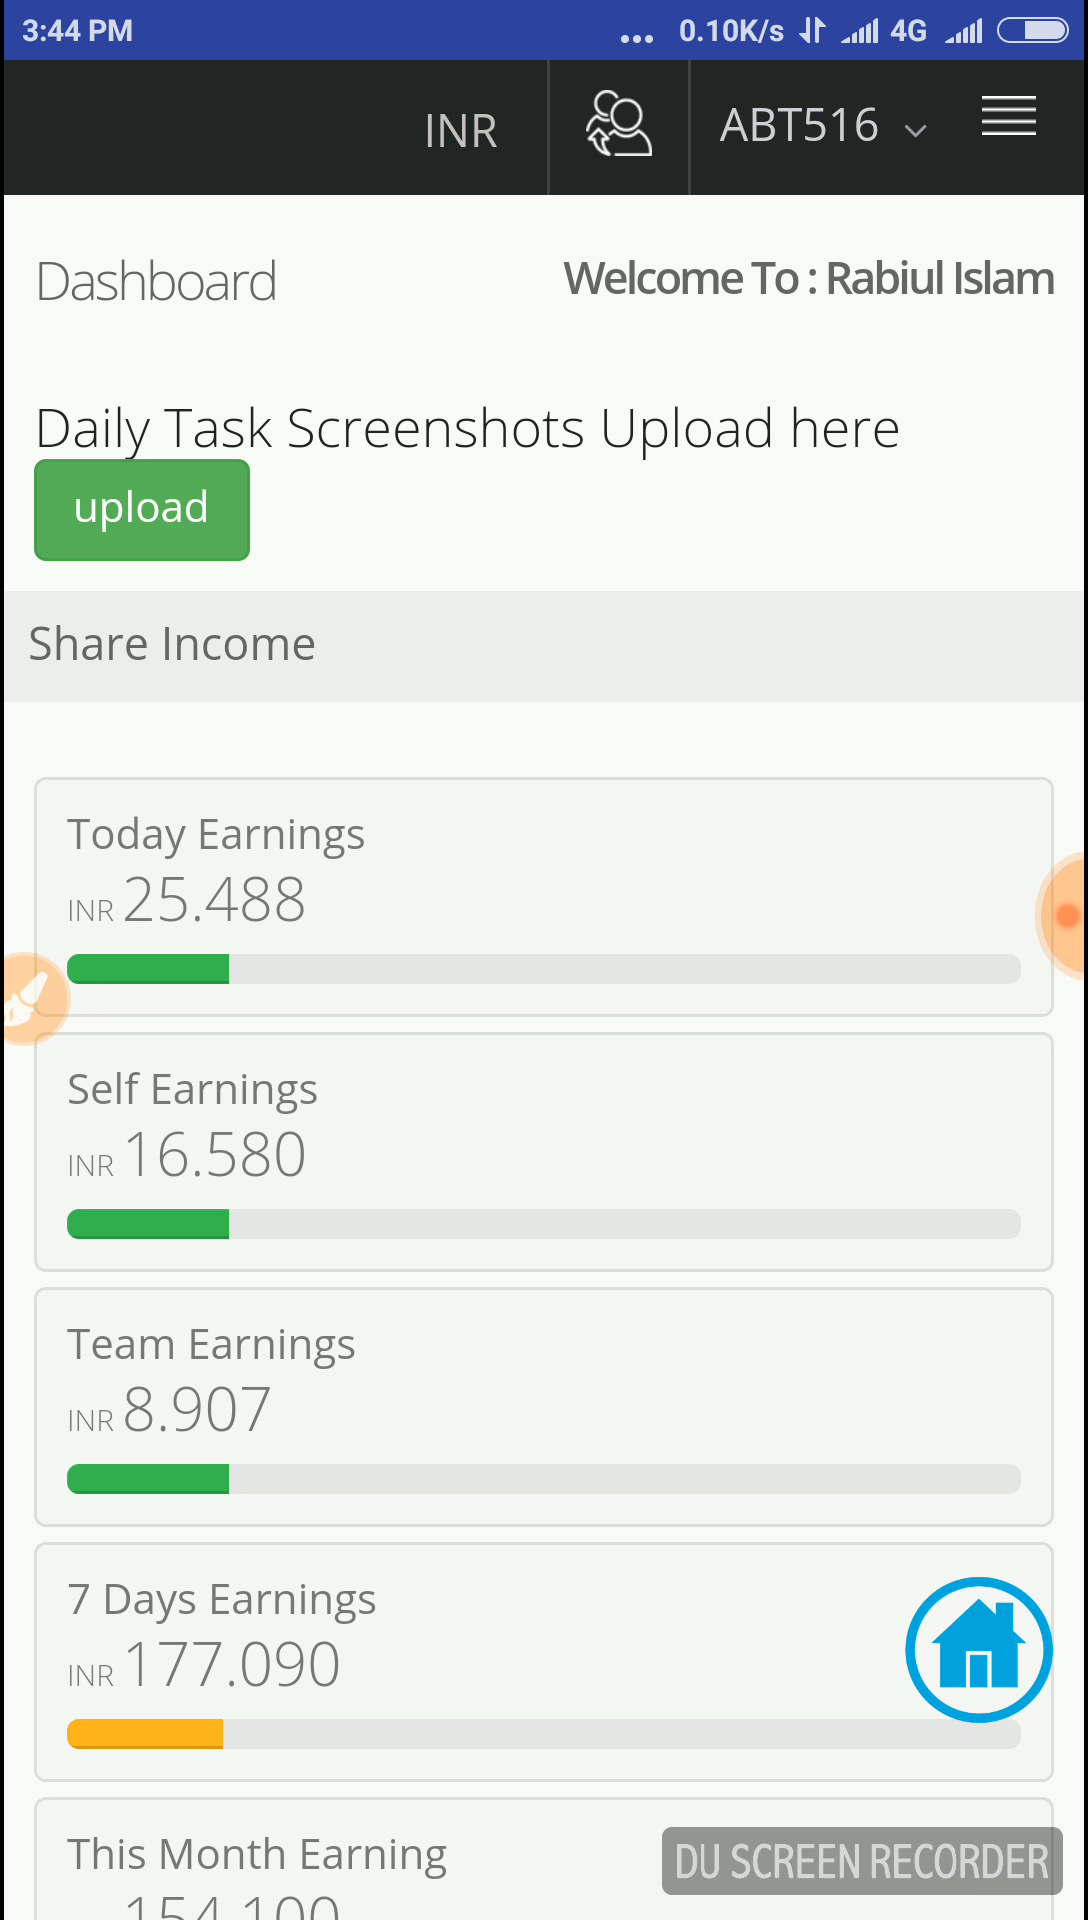 3:44 PM
... 0.10K/s 4G
INR
ABT516
Dashboard
Welcome To : Rabiul Islam
Daily Task Screenshots Upload here
upload
Share Income
Today Earnings
INR 25.488
Self Earnings
INR 16.580
Team Earnings
INR 8.907
7 Days Earnings
INR 177.090
This Month Earning
154.100
DU SCREEN RECORDER